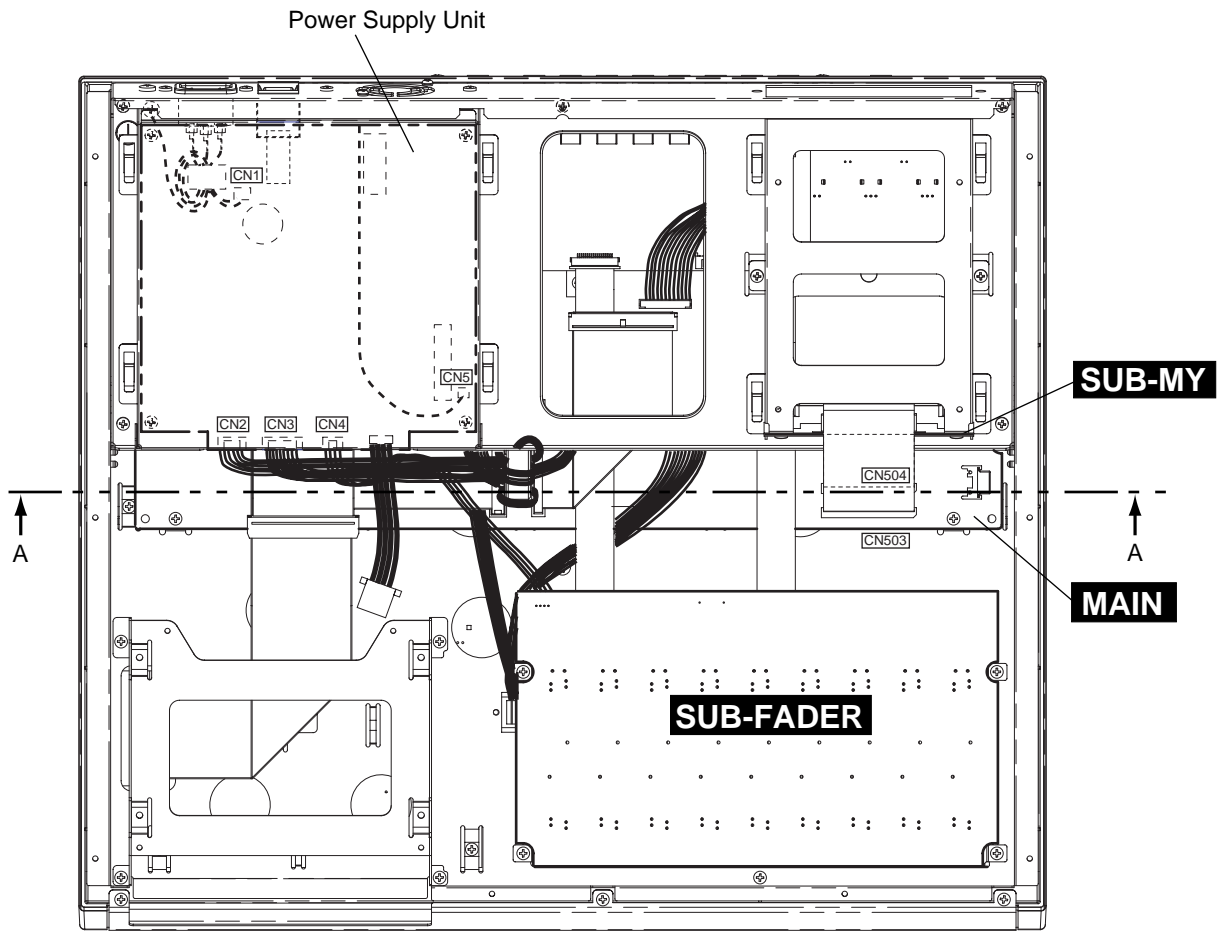 Power Supply Unit
CN1
CN5
SUB-MY
CN2 CN3 CN4
CN504
A A
CN503
MAIN
SUB-FADER